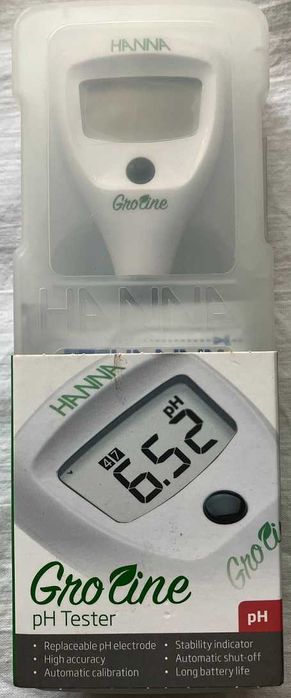 HANNA
GroLine
HANNA
HANNA
pH
4 7
6.52
GroLine
GroLine
pH Tester
pH
• Replaceable pH electrode • Stability indicator
• High accuracy • Automatic shut-off
• Automatic calibration • Long battery life